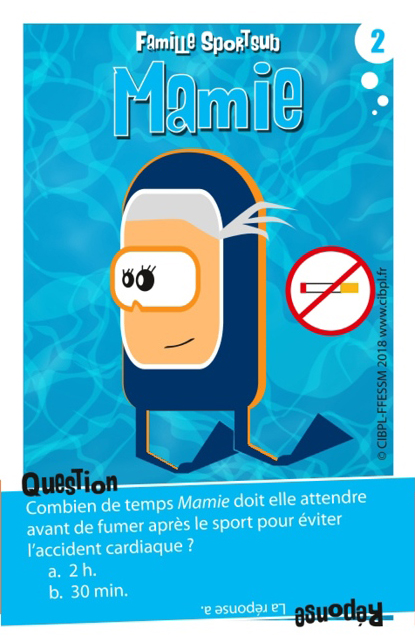 Famille Sportsub
2
Mamie
© CIBPL-FFESSM 2018 www.cibpl.fr
Question
Combien de temps Mamie doit elle attendre
avant de fumer après le sport pour éviter
l'accident cardiaque ?
a. 2 h.
b. 30 min.
Réponse
La réponse a.